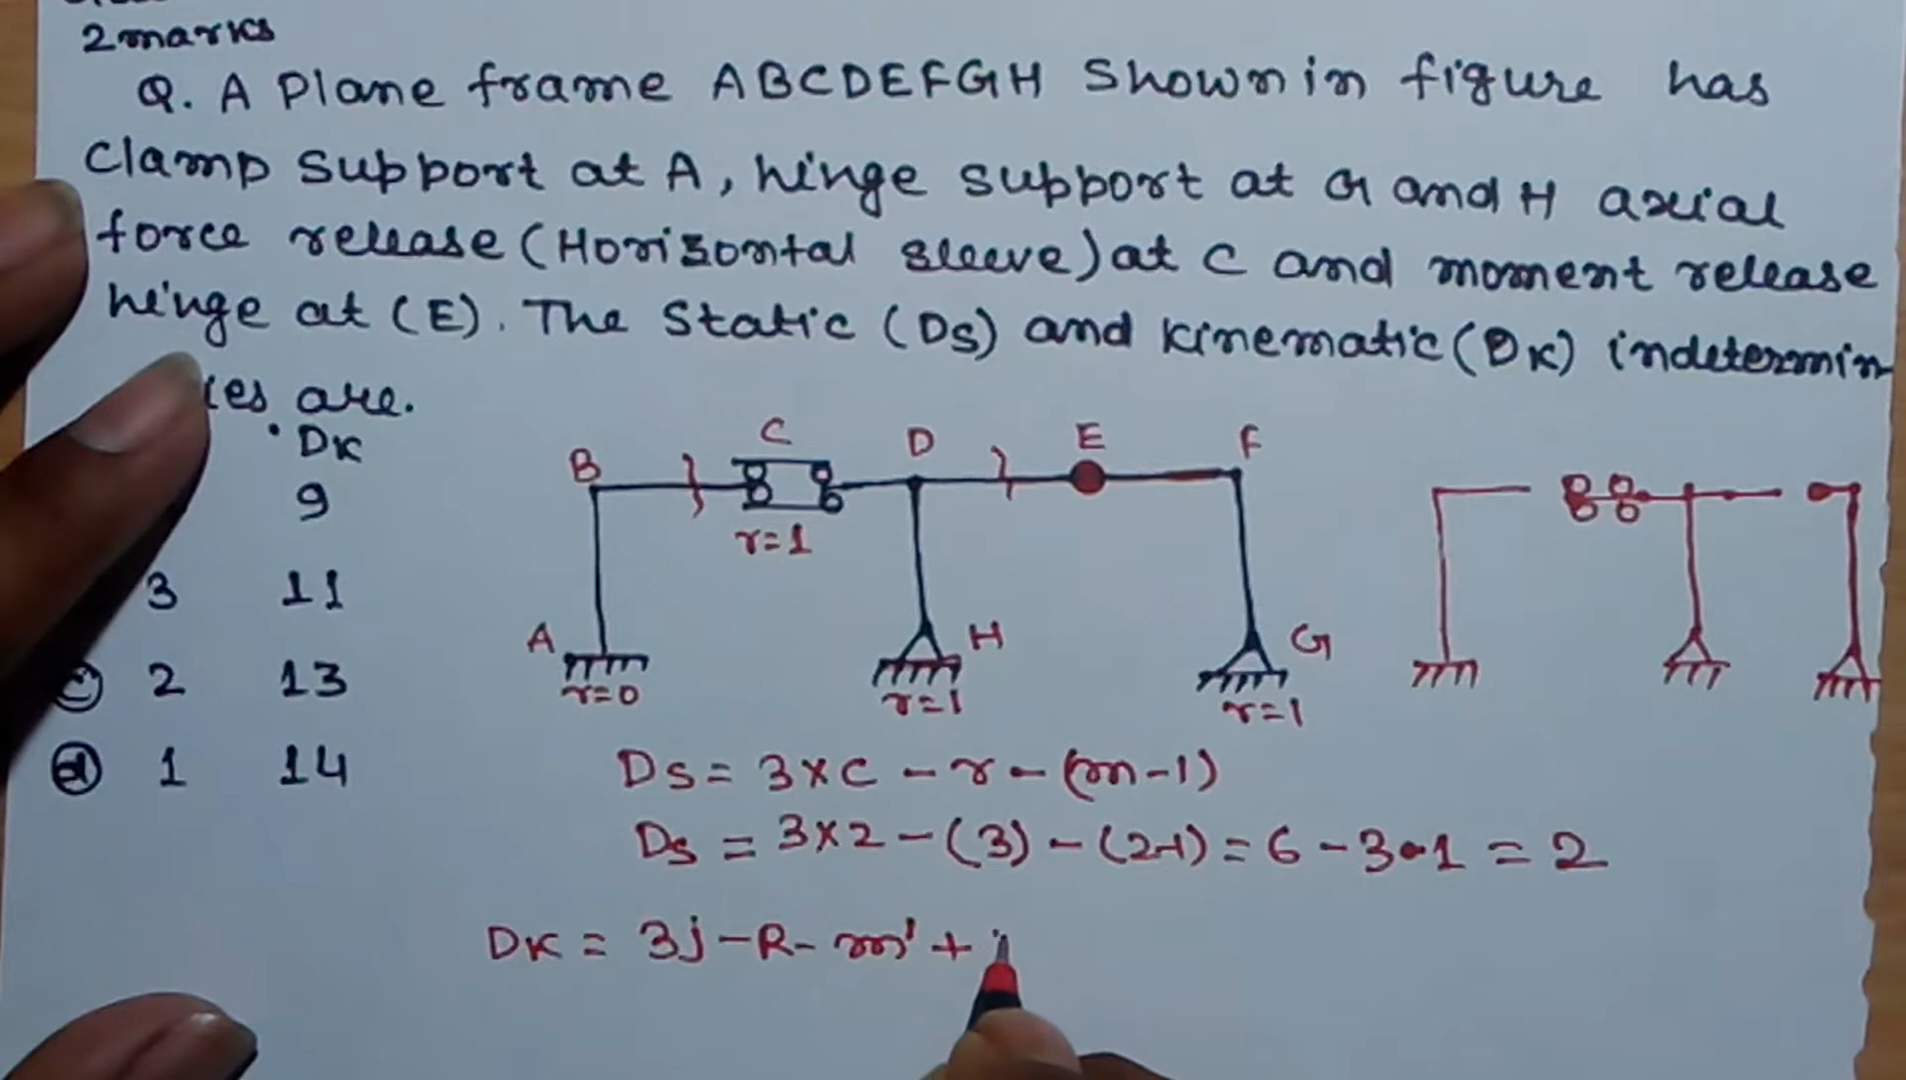 2 marks
Q. A Plane frame ABCDEFGH Shown in figure has
Clamp Support at A, hinge support at G and H axial
force release (Horizontal sleeve) at C and moment release
hinge at (E). The Static (Ds) and kinematic (DK) indetermin
ies are.
DK
9
3 11
(C) 2 13
(d) 1 14
B C D E F
r=1
A H G
r=0 r=1 r=1
Ds = 3×C - r - (m-1)
Ds = 3×2 - (3) - (2-1) = 6 - 3 - 1 = 2
DK = 3j - R - m' +